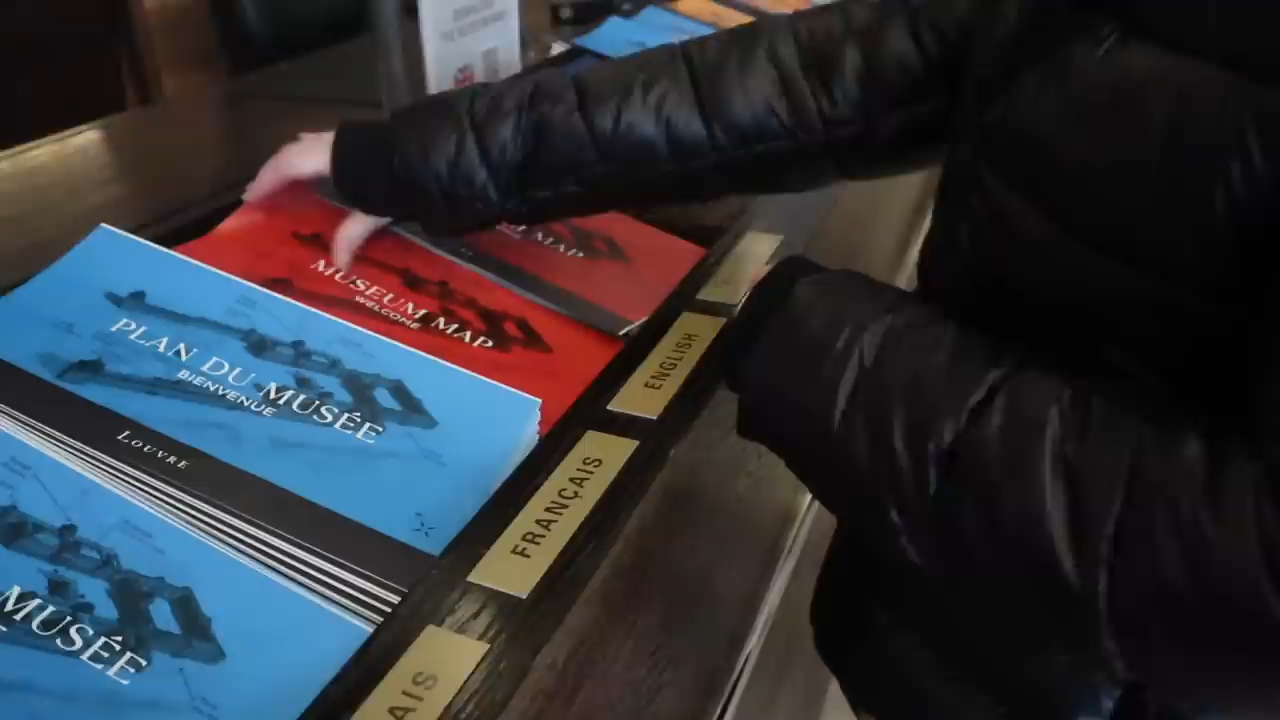 MAP
MUSEUM MAP
WELCOME
PLAN DU MUSÉE
BIENVENUE
LOUVRE
MUSÉE
ENGLISH
FRANÇAIS
AIS